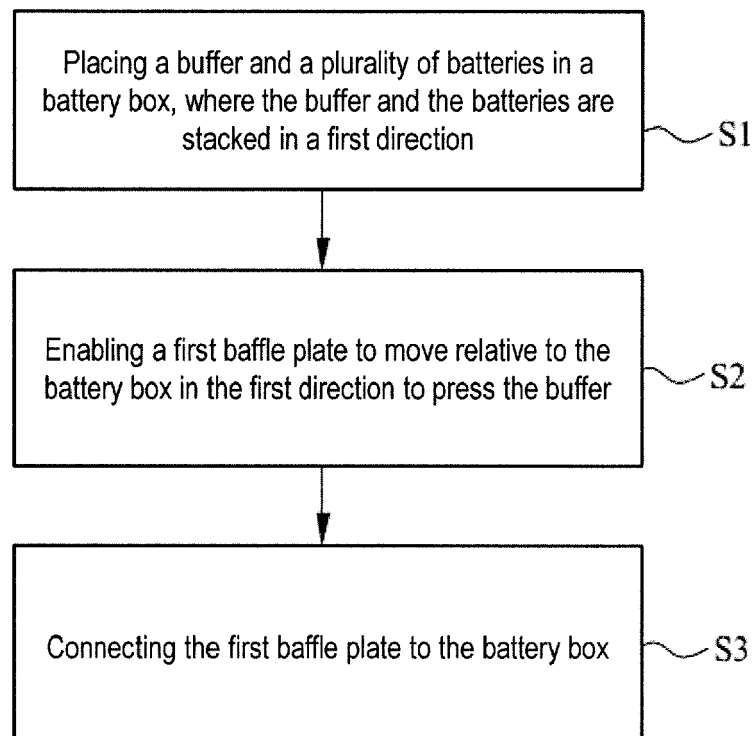 Placing a buffer and a plurality of batteries in a
battery box, where the buffer and the batteries are
stacked in a first direction
S1
Enabling a first baffle plate to move relative to the
battery box in the first direction to press the buffer
S2
Connecting the first baffle plate to the battery box
S3